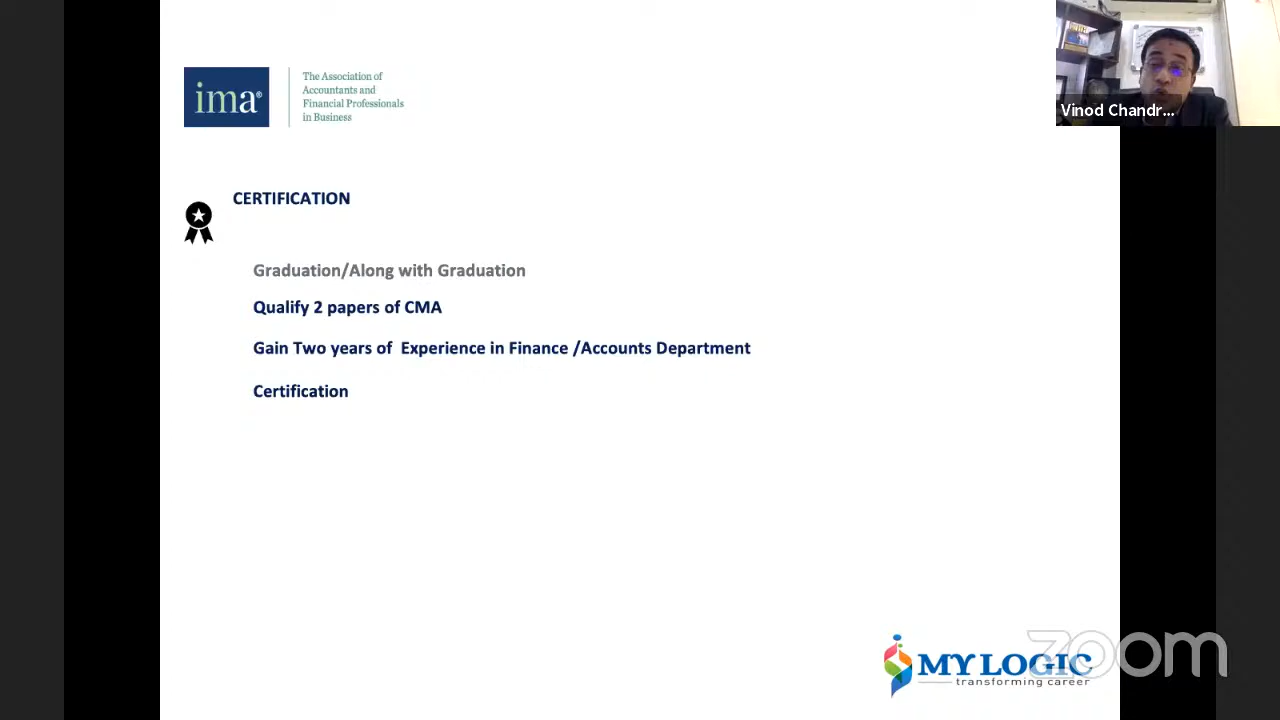 ima®
The Association of
Accountants and
Financial Professionals
in Business
Vinod Chandr...
CERTIFICATION
Graduation/Along with Graduation
Qualify 2 papers of CMA
Gain Two years of  Experience in Finance /Accounts Department
Certification
MY LOGIC
transforming career
zoom